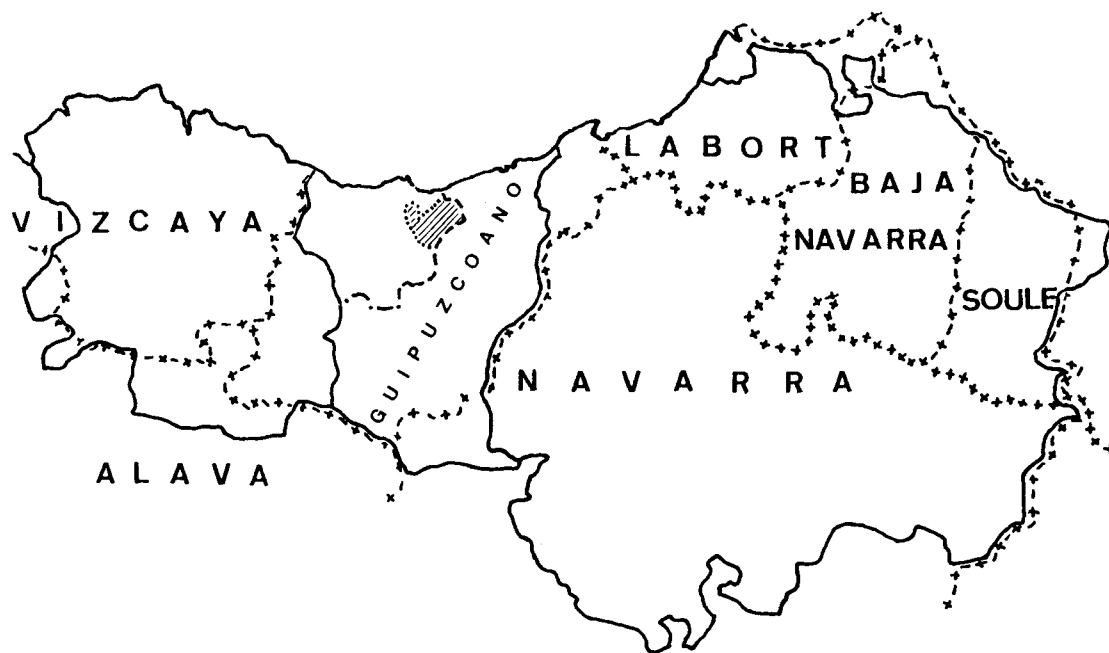 LABORT
BAJA
VIZCAYA
GUIPUZCOANO
NAVARRA
SOULE
NAVARRA
ALAVA